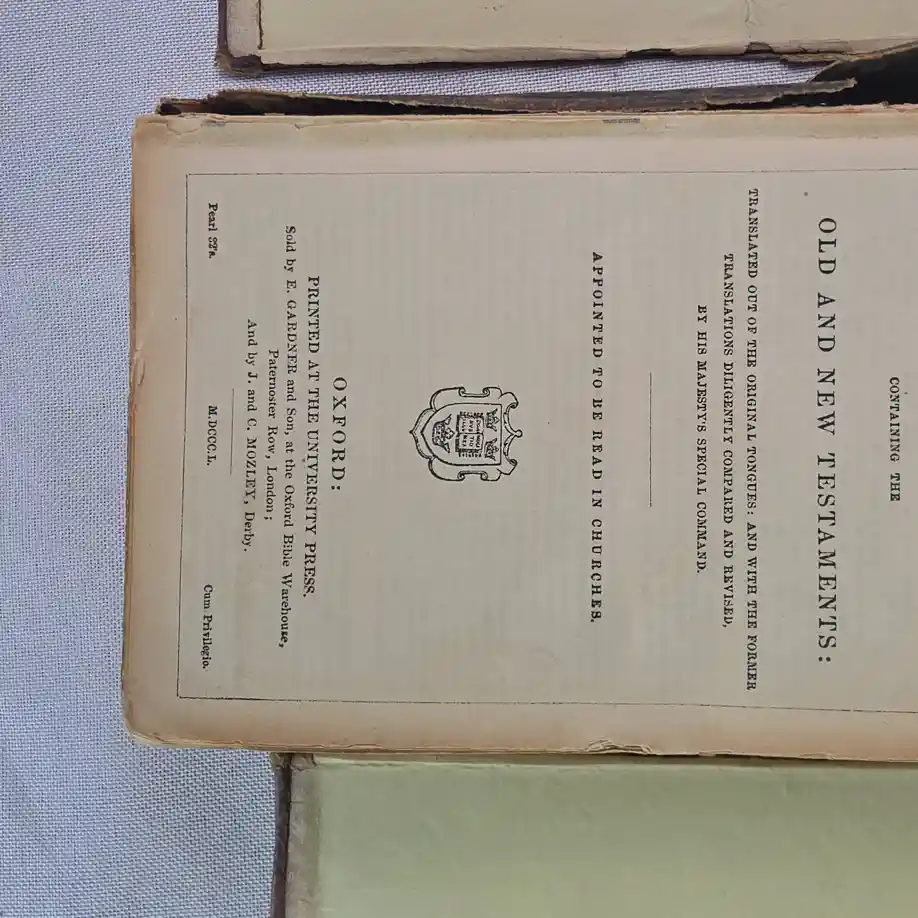 CONTAINING THE
OLD AND NEW TESTAMENTS:
TRANSLATED OUT OF THE ORIGINAL TONGUES: AND WITH THE FORMER
TRANSLATIONS DILIGENTLY COMPARED AND REVISED,
BY HIS MAJESTY'S SPECIAL COMMAND.
APPOINTED TO BE READ IN CHURCHES.
OXFORD:
PRINTED AT THE UNIVERSITY PRESS.
Sold by E. GARDNER and Son, at the Oxford Bible Warehouse,
Paternoster Row, London;
And by J. and C. MOZLEY, Derby.
Pearl 32º. M.DCCC.L. Cum Privilegio.